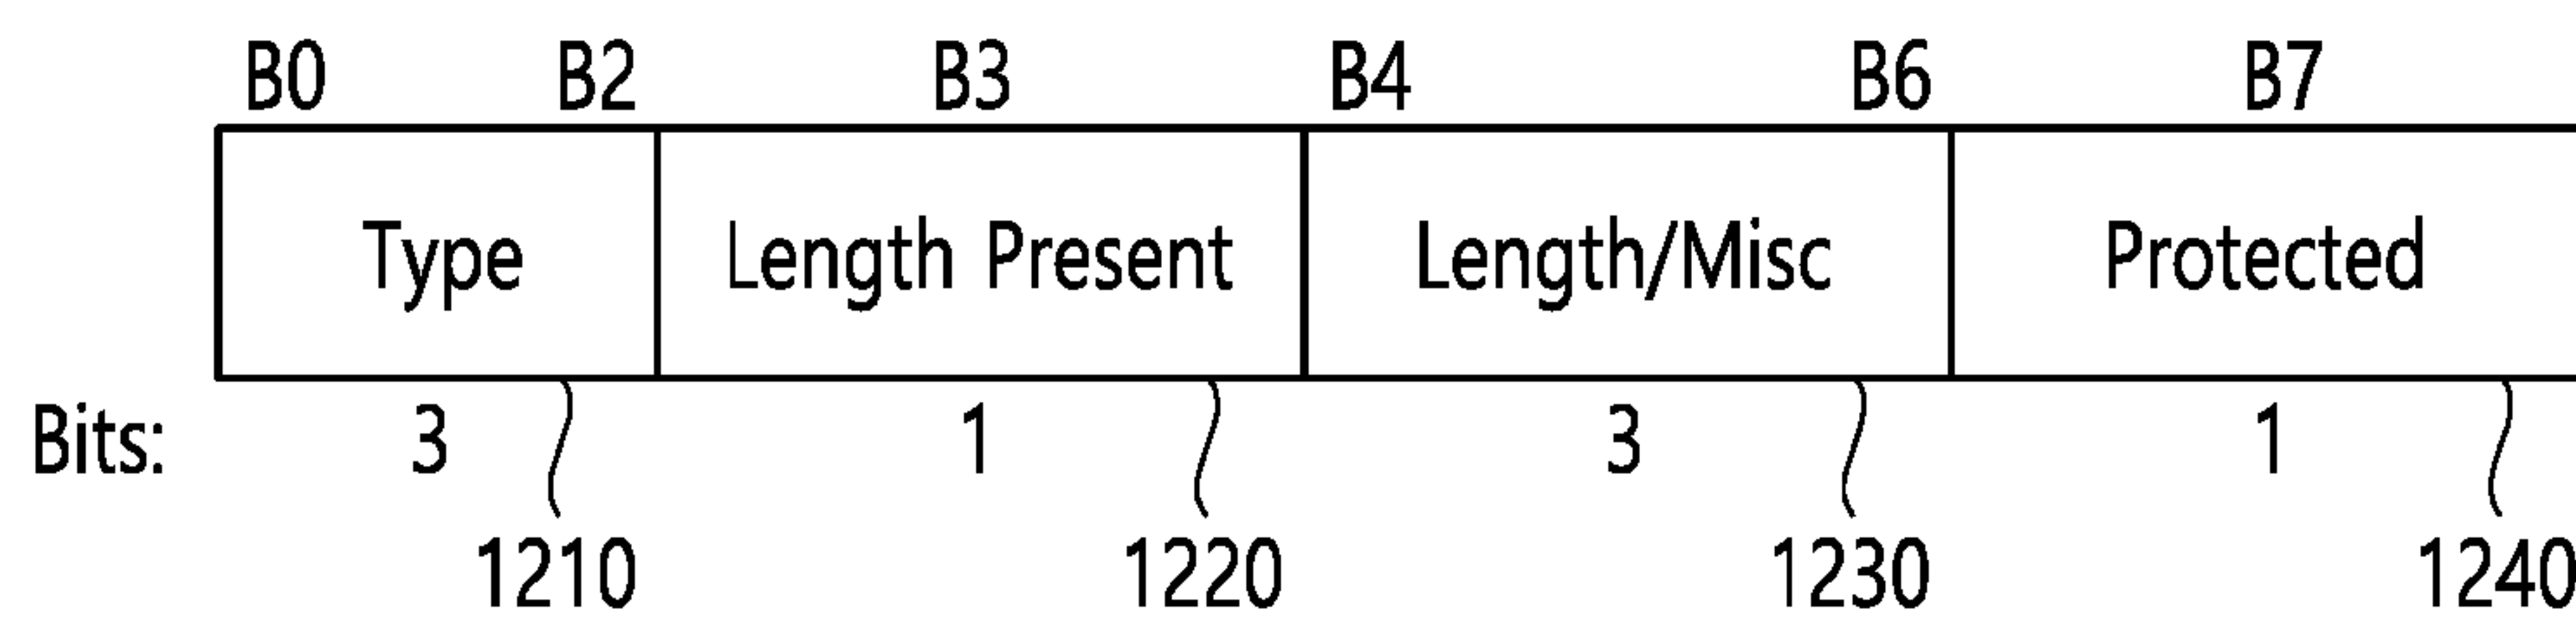 B0 B2 B3 B4 B6 B7
Type Length Present Length/Misc Protected
Bits: 3 1 3 1
1210 1220 1230 1240